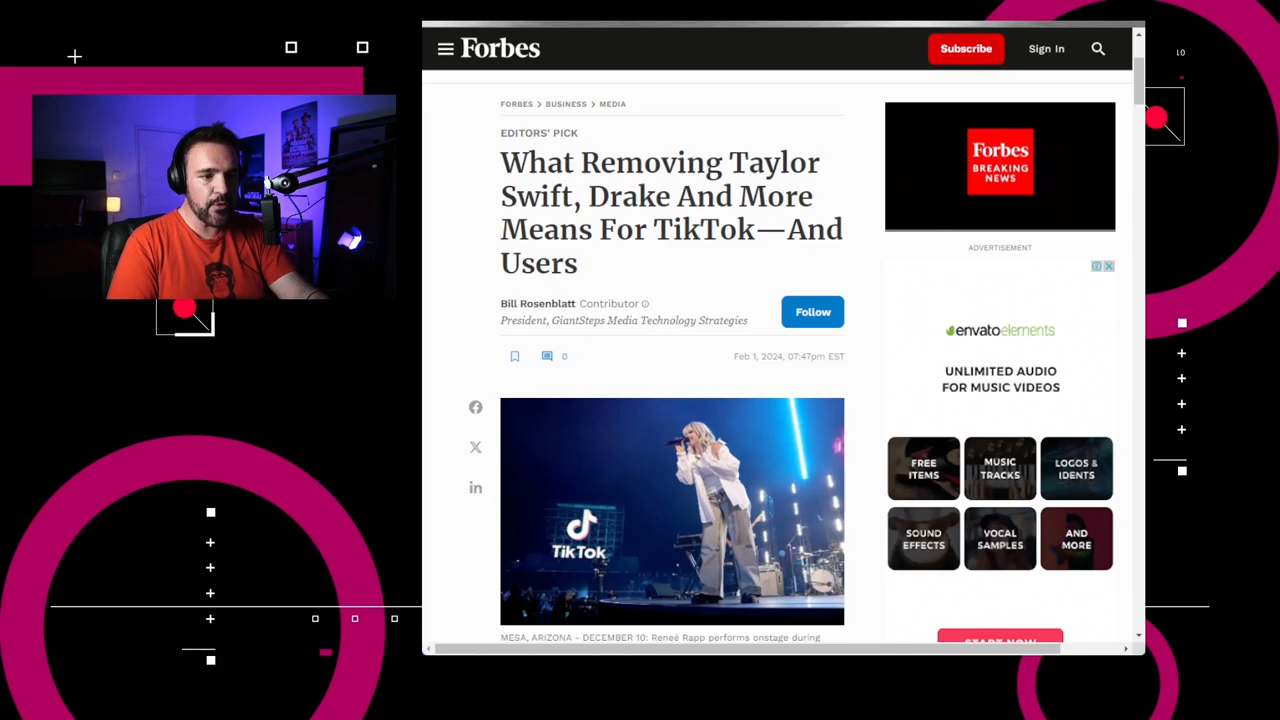 Forbes
Subscribe
Sign In
FORBES > BUSINESS > MEDIA
EDITORS' PICK
What Removing Taylor
Swift, Drake And More
Means For TikTok—And
Users
Bill Rosenblatt Contributor
President, GiantSteps Media Technology Strategies
Follow
0
Feb 1, 2024, 07:47pm EST
TikTok
MESA, ARIZONA - DECEMBER 10: Reneé Rapp performs onstage during
Forbes
BREAKING
NEWS
ADVERTISEMENT
envatoelements
UNLIMITED AUDIO
FOR MUSIC VIDEOS
FREE
ITEMS
MUSIC
TRACKS
LOGOS &
IDENTS
SOUND
EFFECTS
VOCAL
SAMPLES
AND
MORE
START NOW
10